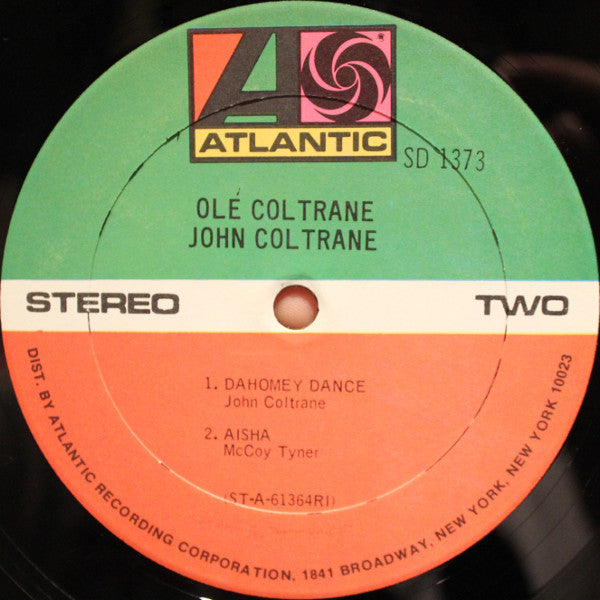 ATLANTIC
SD 1373
OLÉ COLTRANE
JOHN COLTRANE
STEREO
TWO
1. DAHOMEY DANCE
John Coltrane
2. AISHA
McCoy Tyner
(ST-A-61364RI)
DIST. BY ATLANTIC RECORDING CORPORATION, 1841 BROADWAY, NEW YORK, NEW YORK 10023